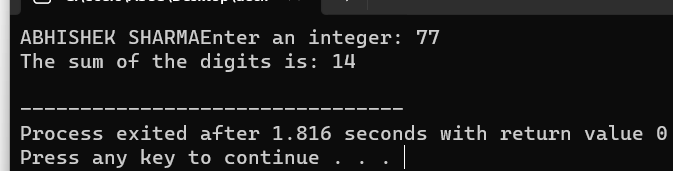 ABHISHEK SHARMAEnter an integer: 77
The sum of the digits is: 14
--------------------------------
Process exited after 1.816 seconds with return value 0
Press any key to continue . . .